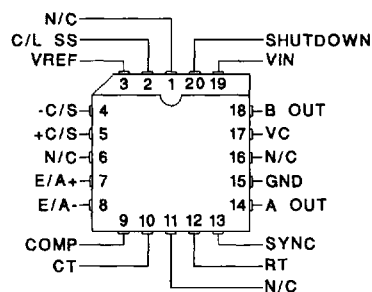 N/C
C/L SS SHUTDOWN
VREF VIN
3 2 1 20 19
-C/S 4 18 B OUT
+C/S 5 17 VC
N/C 6 16 N/C
E/A+ 7 15 GND
E/A- 8 14 A OUT
9 10 11 12 13
COMP SYNC
CT RT
N/C